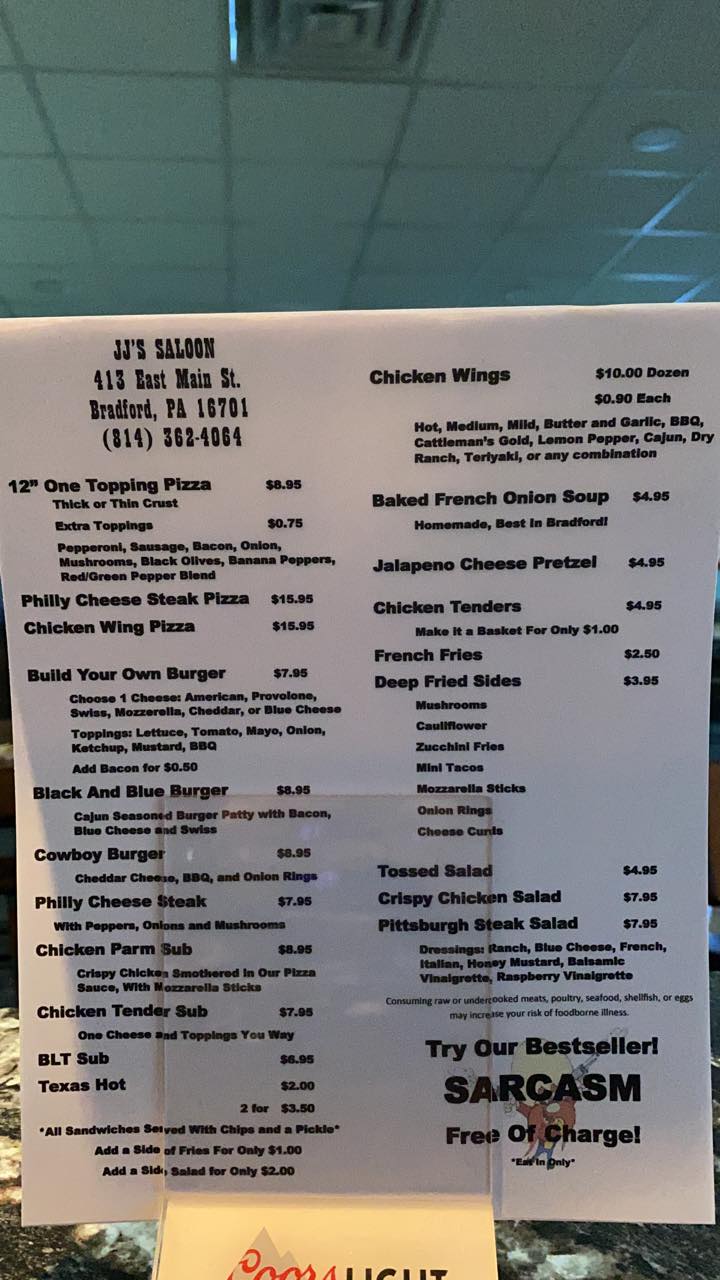 JJ'S SALOON
413 East Main St.
Bradford, PA 16701
(814) 362-4064
12" One Topping Pizza $8.95
Thick or Thin Crust
Extra Toppings $0.75
Pepperoni, Sausage, Bacon, Onion,
Mushrooms, Black Olives, Banana Peppers,
Red/Green Pepper Blend
Philly Cheese Steak Pizza $15.95
Chicken Wing Pizza $15.95
Build Your Own Burger $7.95
Choose 1 Cheese: American, Provolone,
Swiss, Mozzerella, Cheddar, or Blue Cheese
Toppings: Lettuce, Tomato, Mayo, Onion,
Ketchup, Mustard, BBQ
Add Bacon for $0.50
Black And Blue Burger $8.95
Cajun Seasoned Burger Patty with Bacon,
Blue Cheese and Swiss
Cowboy Burger $8.95
Cheddar Cheese, BBQ, and Onion Rings
Philly Cheese Steak $7.95
With Peppers, Onions and Mushrooms
Chicken Parm Sub $8.95
Crispy Chicken Smothered In Our Pizza
Sauce, With Mozzarella Sticks
Chicken Tender Sub $7.95
One Cheese and Toppings You Way
BLT Sub $6.95
Texas Hot $2.00
2 for $3.50
*All Sandwiches Served With Chips and a Pickle*
Add a Side of Fries For Only $1.00
Add a Side Salad for Only $2.00
Chicken Wings $10.00 Dozen
$0.90 Each
Hot, Medium, Mild, Butter and Garlic, BBQ,
Cattleman's Gold, Lemon Pepper, Cajun, Dry
Ranch, Teriyaki, or any combination
Baked French Onion Soup $4.95
Homemade, Best In Bradford!
Jalapeno Cheese Pretzel $4.95
Chicken Tenders $4.95
Make it a Basket For Only $1.00
French Fries $2.50
Deep Fried Sides $3.95
Mushrooms
Cauliflower
Zucchini Fries
Mini Tacos
Mozzarella Sticks
Onion Rings
Cheese Curds
Tossed Salad $4.95
Crispy Chicken Salad $7.95
Pittsburgh Steak Salad $7.95
Dressings: Ranch, Blue Cheese, French,
Italian, Honey Mustard, Balsamic
Vinaigrette, Raspberry Vinaigrette
Consuming raw or undercooked meats, poultry, seafood, shellfish, or eggs
may increase your risk of foodborne illness.
Try Our Bestseller!
SARCASM
Free Of Charge!
*Eat In Only*
Coors LIGHT